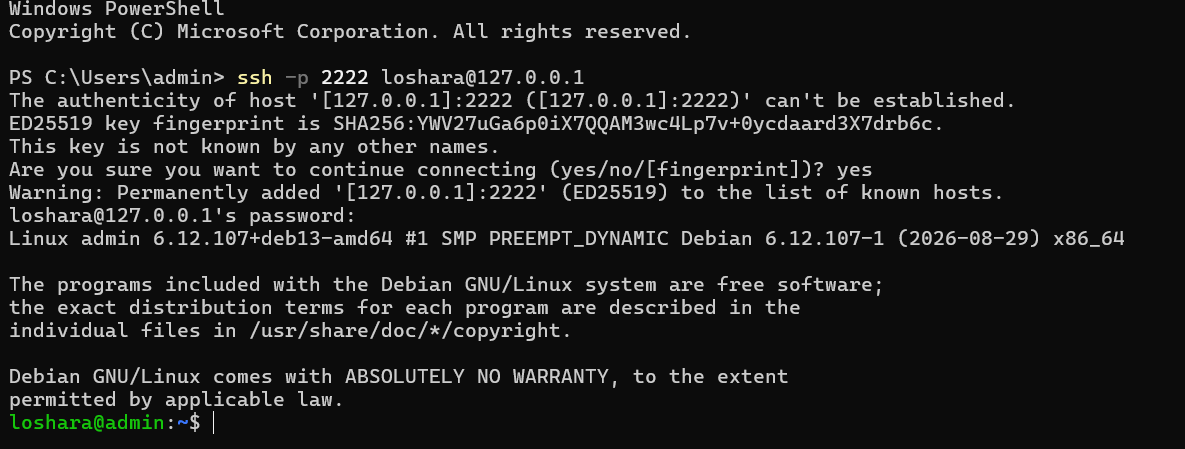 Windows PowerShell
Copyright (C) Microsoft Corporation. All rights reserved.
PS C:\Users\admin> ssh -p 2222 loshara@127.0.0.1
The authenticity of host '[127.0.0.1]:2222 ([127.0.0.1]:2222)' can't be established.
ED25519 key fingerprint is SHA256:YWV27uGa6p0iX7QQAM3wc4Lp7v+0ycdaard3X7drb6c.
This key is not known by any other names.
Are you sure you want to continue connecting (yes/no/[fingerprint])? yes
Warning: Permanently added '[127.0.0.1]:2222' (ED25519) to the list of known hosts.
loshara@127.0.0.1's password:
Linux admin 6.12.107+deb13-amd64 #1 SMP PREEMPT_DYNAMIC Debian 6.12.107-1 (2026-08-29) x86_64
The programs included with the Debian GNU/Linux system are free software;
the exact distribution terms for each program are described in the
individual files in /usr/share/doc/*/copyright.
Debian GNU/Linux comes with ABSOLUTELY NO WARRANTY, to the extent
permitted by applicable law.
loshara@admin:~$